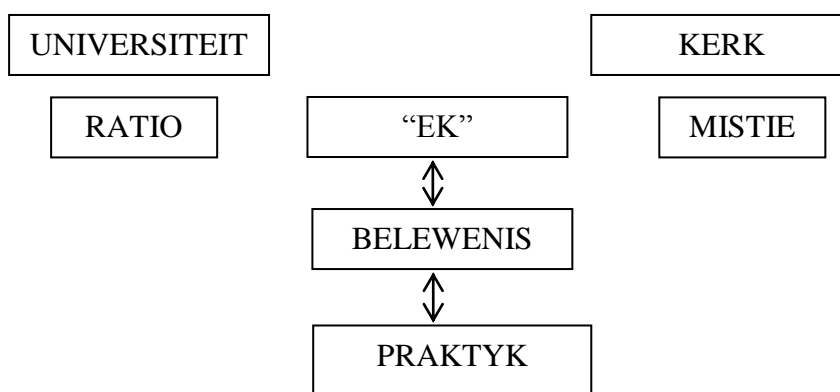 UNIVERSITEIT KERK
RATIO “EK” MISTIE
BELEWENIS
PRAKTYK